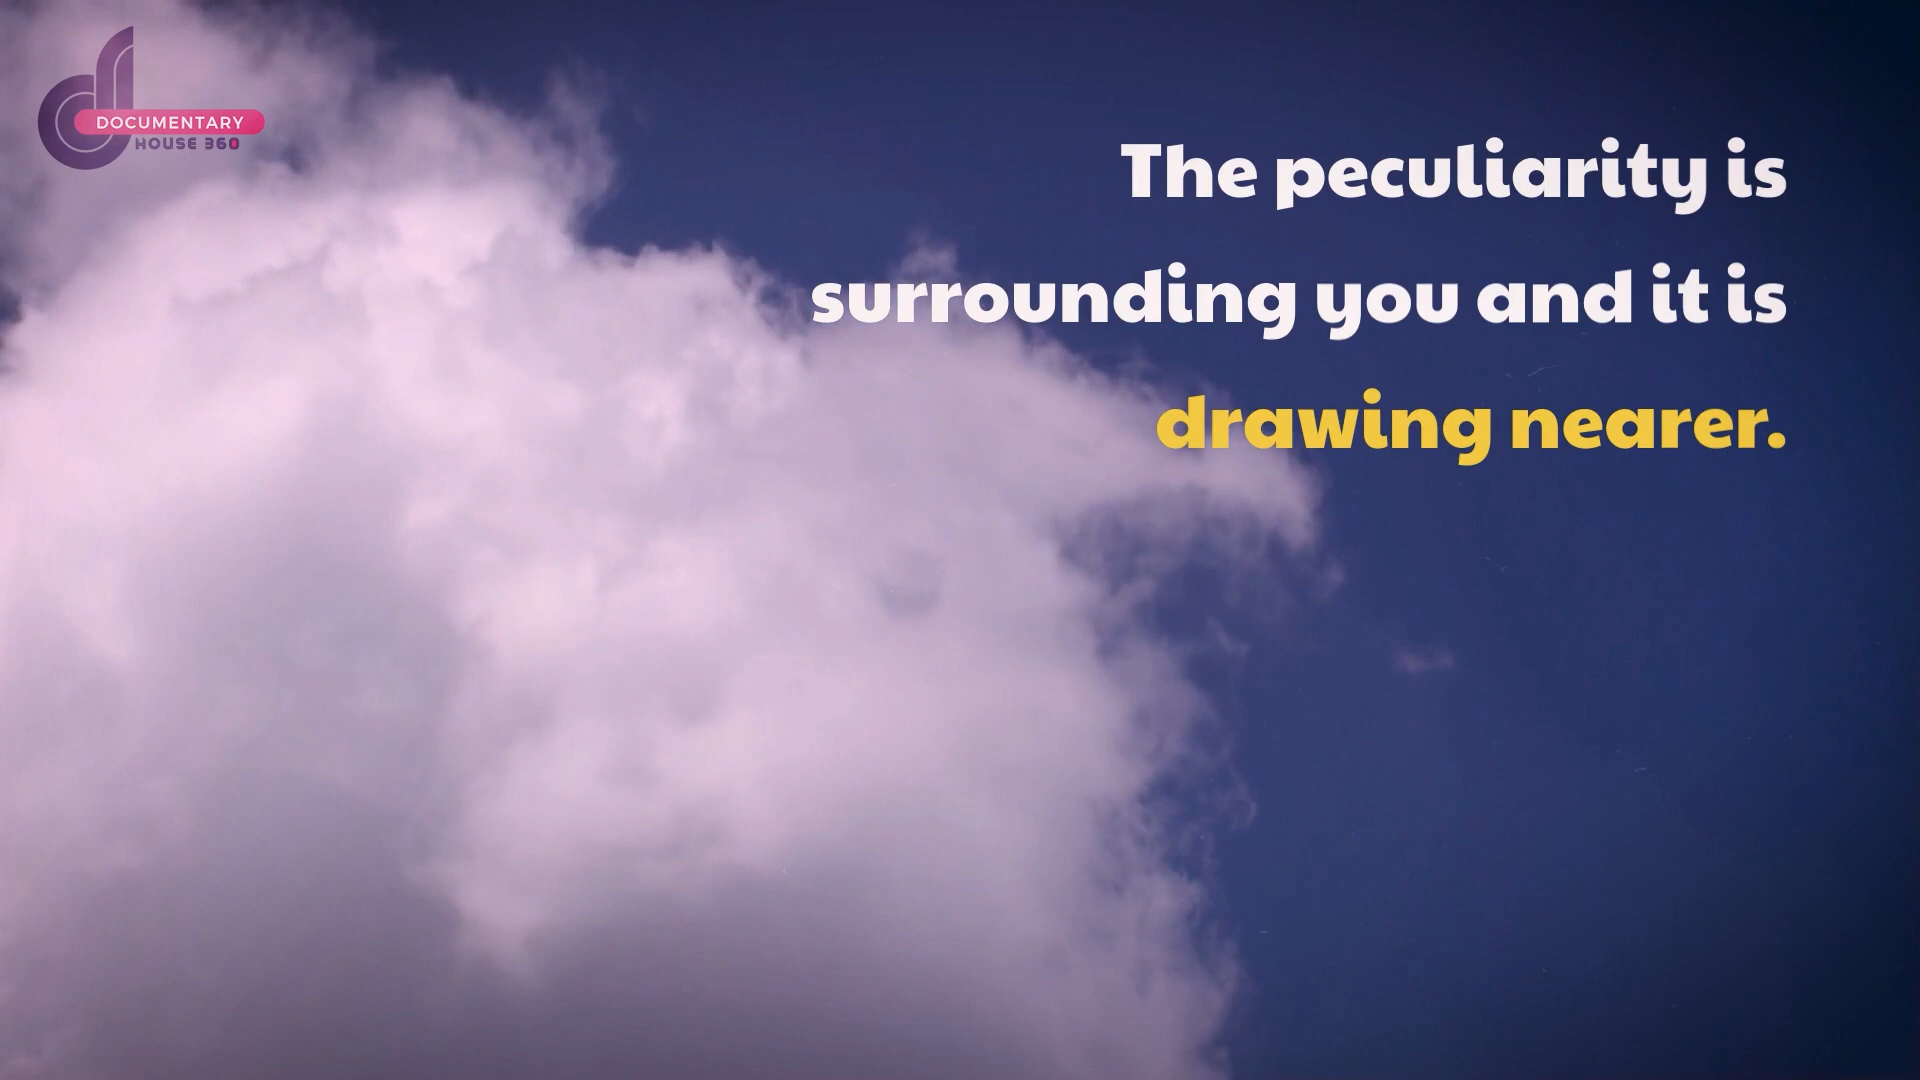 DOCUMENTARY
HOUSE 360
The peculiarity is
surrounding you and it is
drawing nearer.